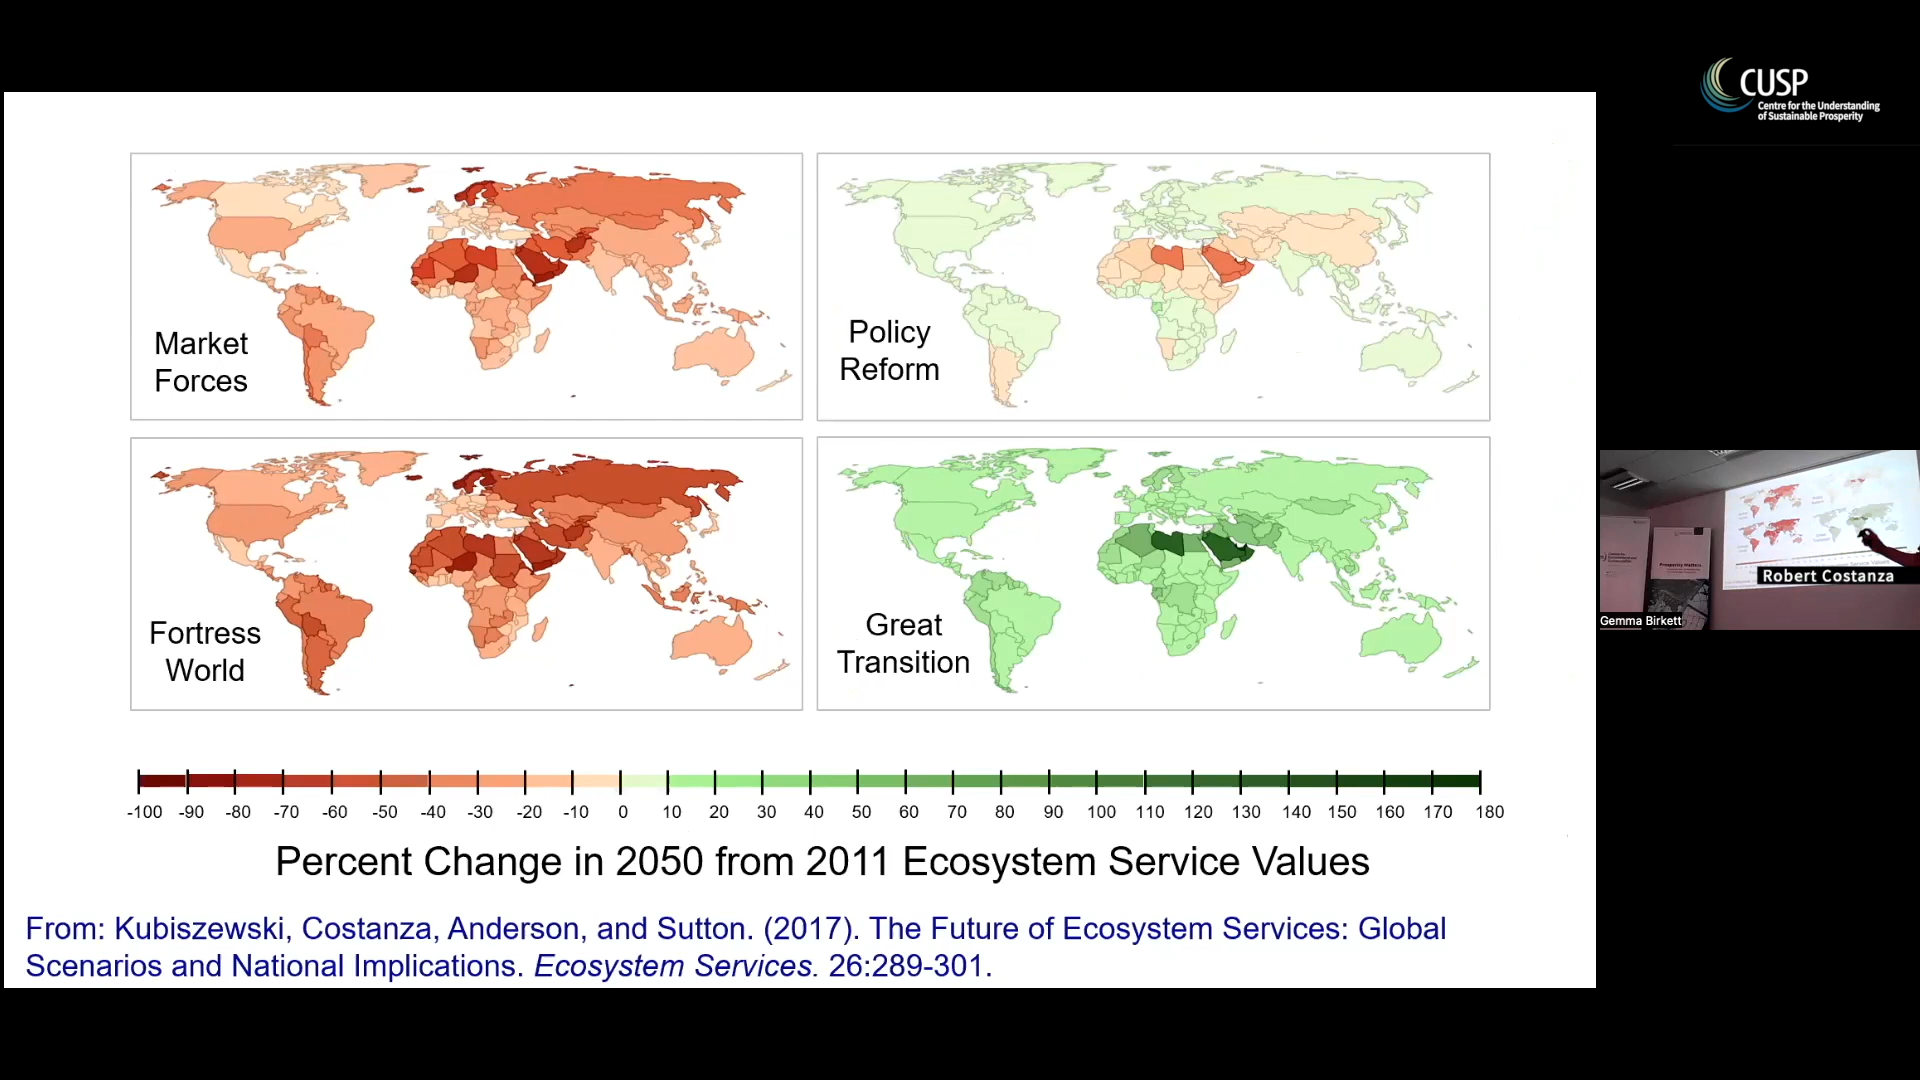 CUSP
Centre for the Understanding
of Sustainable Prosperity
Market
Forces
Policy
Reform
Fortress
World
Great
Transition
-100 -90 -80 -70 -60 -50 -40 -30 -20 -10 0 10 20 30 40 50 60 70 80 90 100 110 120 130 140 150 160 170 180
Percent Change in 2050 from 2011 Ecosystem Service Values
From: Kubiszewski, Costanza, Anderson, and Sutton. (2017). The Future of Ecosystem Services: Global
Scenarios and National Implications. Ecosystem Services. 26:289-301.
Robert Costanza
Gemma Birkett